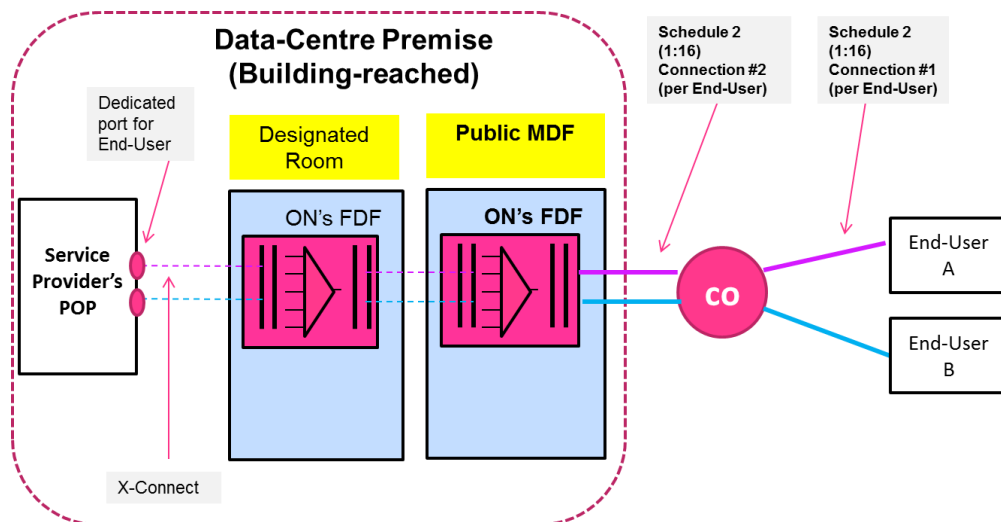 Data-Centre Premise
(Building-reached)
Schedule 2
(1:16)
Connection #2
(per End-User)
Schedule 2
(1:16)
Connection #1
(per End-User)
Dedicated
port for
End-User
Designated
Room
Public MDF
ON's FDF
ON's FDF
Service
Provider's
POP
CO
End-User
A
End-User
B
X-Connect